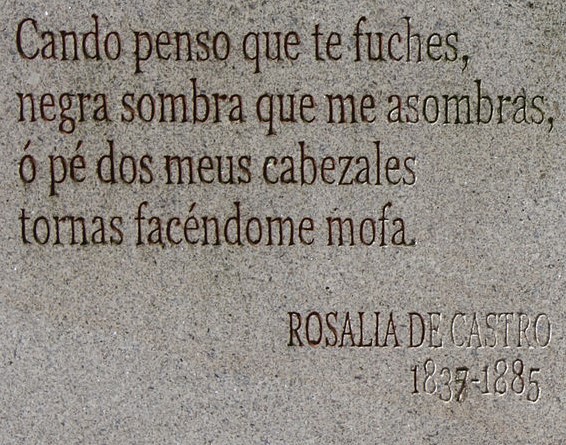 Cando penso que te fuches,
negra sombra que me asombras,
ó pé dos meus cabezales
tornas facéndome mofa.
ROSALIA DE CASTRO
1837-1885